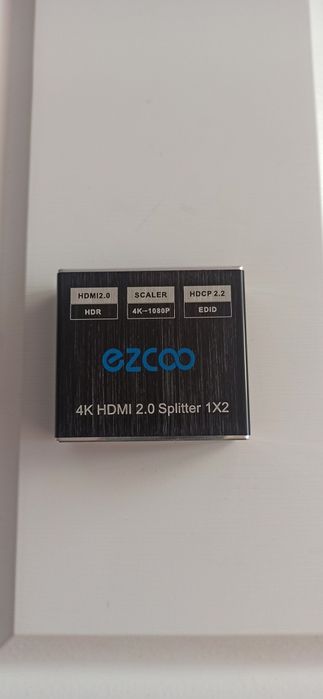 HDMI2.0 SCALER HDCP 2.2
HDR 4K—1080P EDID
ezcoo
4K HDMI 2.0 Splitter 1X2